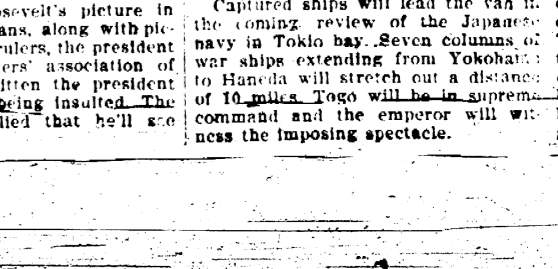 osevelt's picture in
ans, along with pic-
rulers, the president
ers' association of
itten the president
being insulted. The
lied that he'll see
Captured ships will lead the van in
the coming review of the Japanese
navy in Tokio bay. Seven columns of
war ships extending from Yokohama
to Haneda will stretch out a distance
of 10 miles. Togo will be in supreme
command and the emperor will wit-
ness the imposing spectacle.